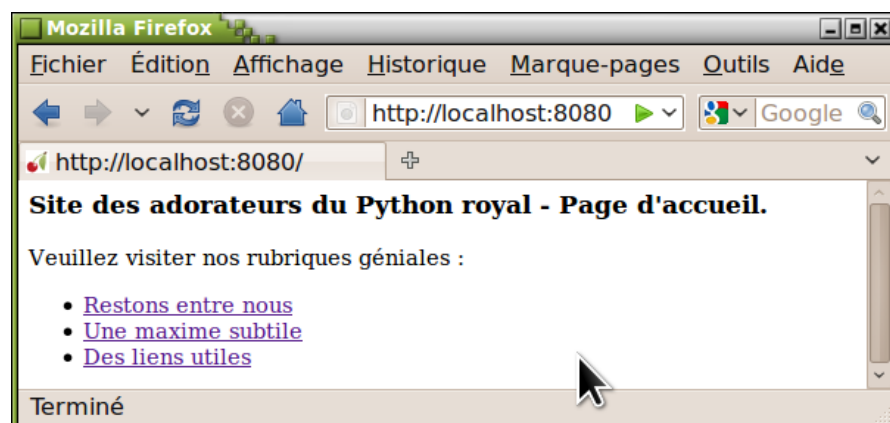 Mozilla Firefox
Fichier Édition Affichage Historique Marque-pages Outils Aide
http://localhost:8080 Google
http://localhost:8080/
Site des adorateurs du Python royal - Page d'accueil.
Veuillez visiter nos rubriques géniales :
• Restons entre nous
• Une maxime subtile
• Des liens utiles
Terminé